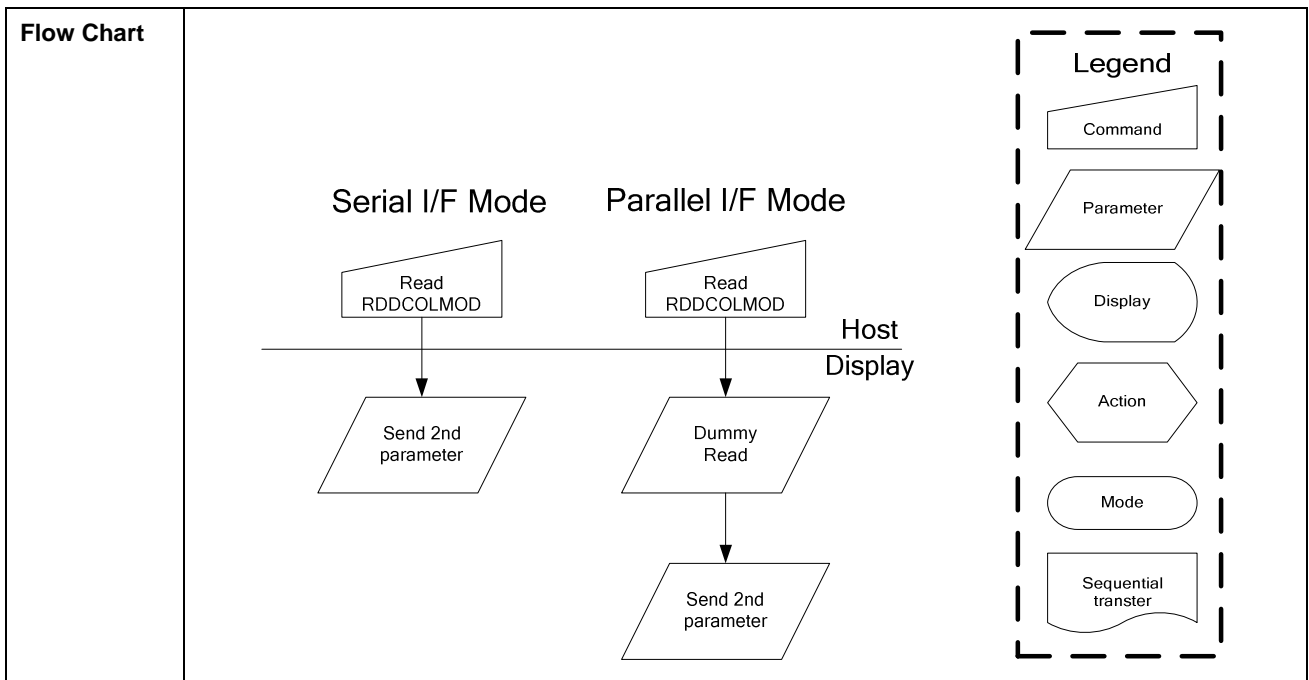 Flow Chart
Serial I/F Mode
Parallel I/F Mode
Read
RDDCOLMOD
Read
RDDCOLMOD
Host
Display
Send 2nd
parameter
Dummy
Read
Send 2nd
parameter
Legend
Command
Parameter
Display
Action
Mode
Sequential
transter